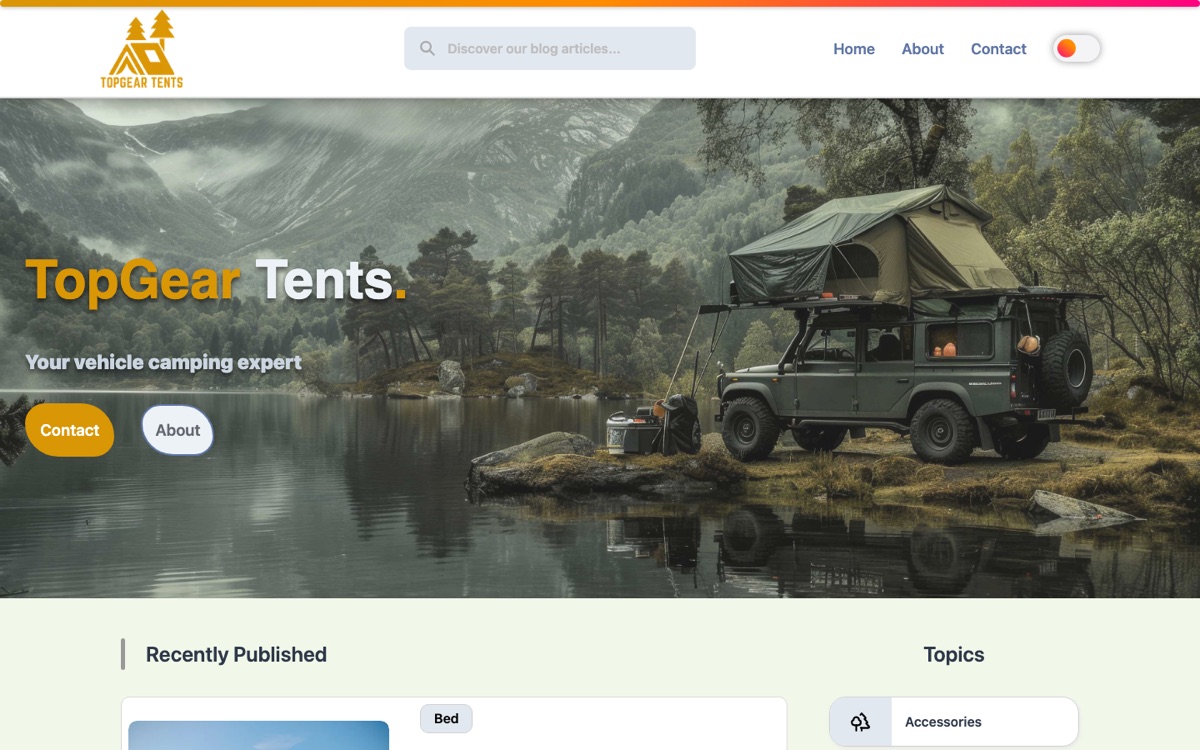 TOPGEAR TENTS
Discover our blog articles...
Home
About
Contact
TopGear Tents.
Your vehicle camping expert
Contact
About
Recently Published
Topics
Bed
Accessories